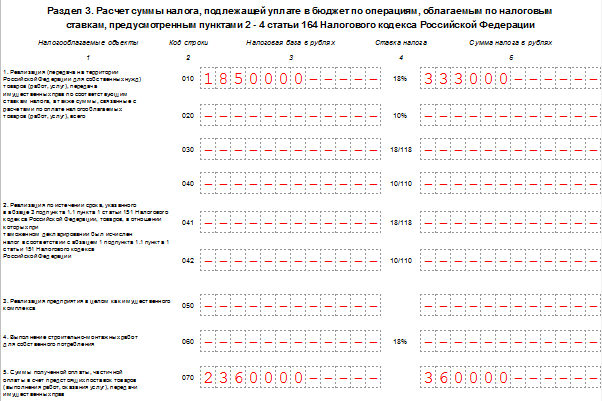 Раздел 3. Расчет суммы налога, подлежащей уплате в бюджет по операциям, облагаемым по налоговым
ставкам, предусмотренным пунктами 2 - 4 статьи 164 Налогового кодекса Российской Федерации
Налогооблагаемые объекты Код строки Налоговая база в рублях Ставка налога Сумма налога в рублях
1 2 3 4 5
1. Реализация (передача на территории
Российской Федерации для собственных нужд)
товаров (работ, услуг), передача
имущественных прав по соответствующим
ставкам налога, а также суммы, связанные с
расчетами по оплате налогооблагаемых
товаров (работ, услуг), всего
010 1850000–––––––– 18% 333000––––––
020 ––––––––––––––– 10% ––––––––––––
030 ––––––––––––––– 18/118 ––––––––––––
040 ––––––––––––––– 10/110 ––––––––––––
2. Реализация по истечении срока, указанного
в абзаце 2 подпункта 1.1 пункта 1 статьи 151 Налогового
кодекса Российской Федерации, товаров, в отношении
которых при
таможенном декларировании был исчислен
налог в соответствии с абзацем 1 подпункта 1.1 пункта 1
статьи 151 Налогового кодекса
Российской Федерации
041 ––––––––––––––– 18/118 ––––––––––––
042 ––––––––––––––– 10/110 ––––––––––––
3. Реализация предприятия в целом как имущественного
комплекса
050 ––––––––––––––– ––––––––––––
4. Выполнение строительно-монтажных работ
для собственного потребления
060 ––––––––––––––– 18% ––––––––––––
5. Суммы полученной оплаты, частичной
оплаты в счет предстоящих поставок товаров
(выполнения работ, оказания услуг), передачи
имущественных прав
070 2360000–––––––– 360000––––––